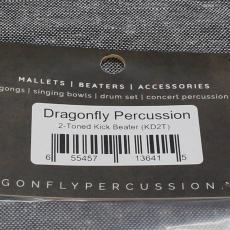 MALLETS | BEATERS | ACCESSORIES
gongs | singing bowls | drum set | concert percussion
Dragonfly Percussion
2-Toned Kick Beater (KD2T)
6 55457 13641 5
GONFLYPERCUSSION.